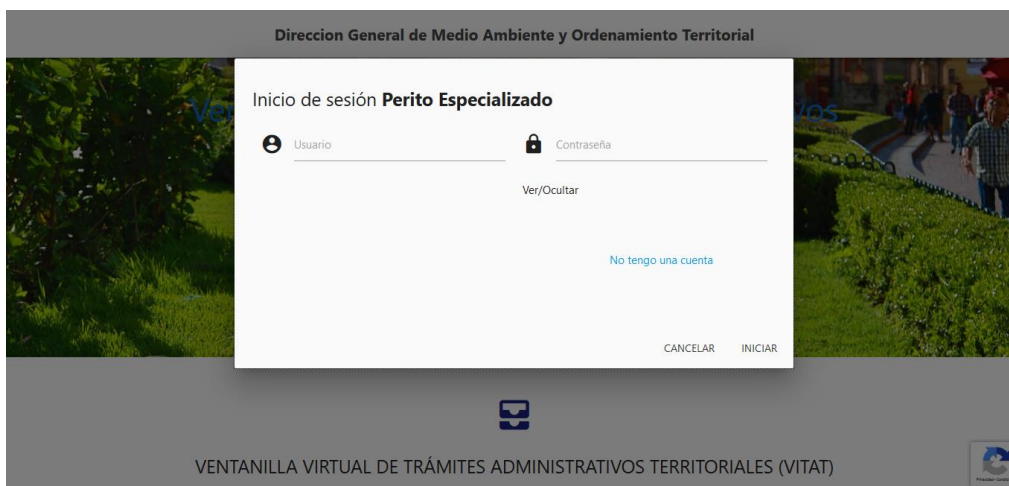 Direccion General de Medio Ambiente y Ordenamiento Territorial
Inicio de sesión Perito Especializado
Usuario
Contraseña
Ver/Ocultar
No tengo una cuenta
CANCELAR INICIAR
VENTANILLA VIRTUAL DE TRÁMITES ADMINISTRATIVOS TERRITORIALES (VITAT)